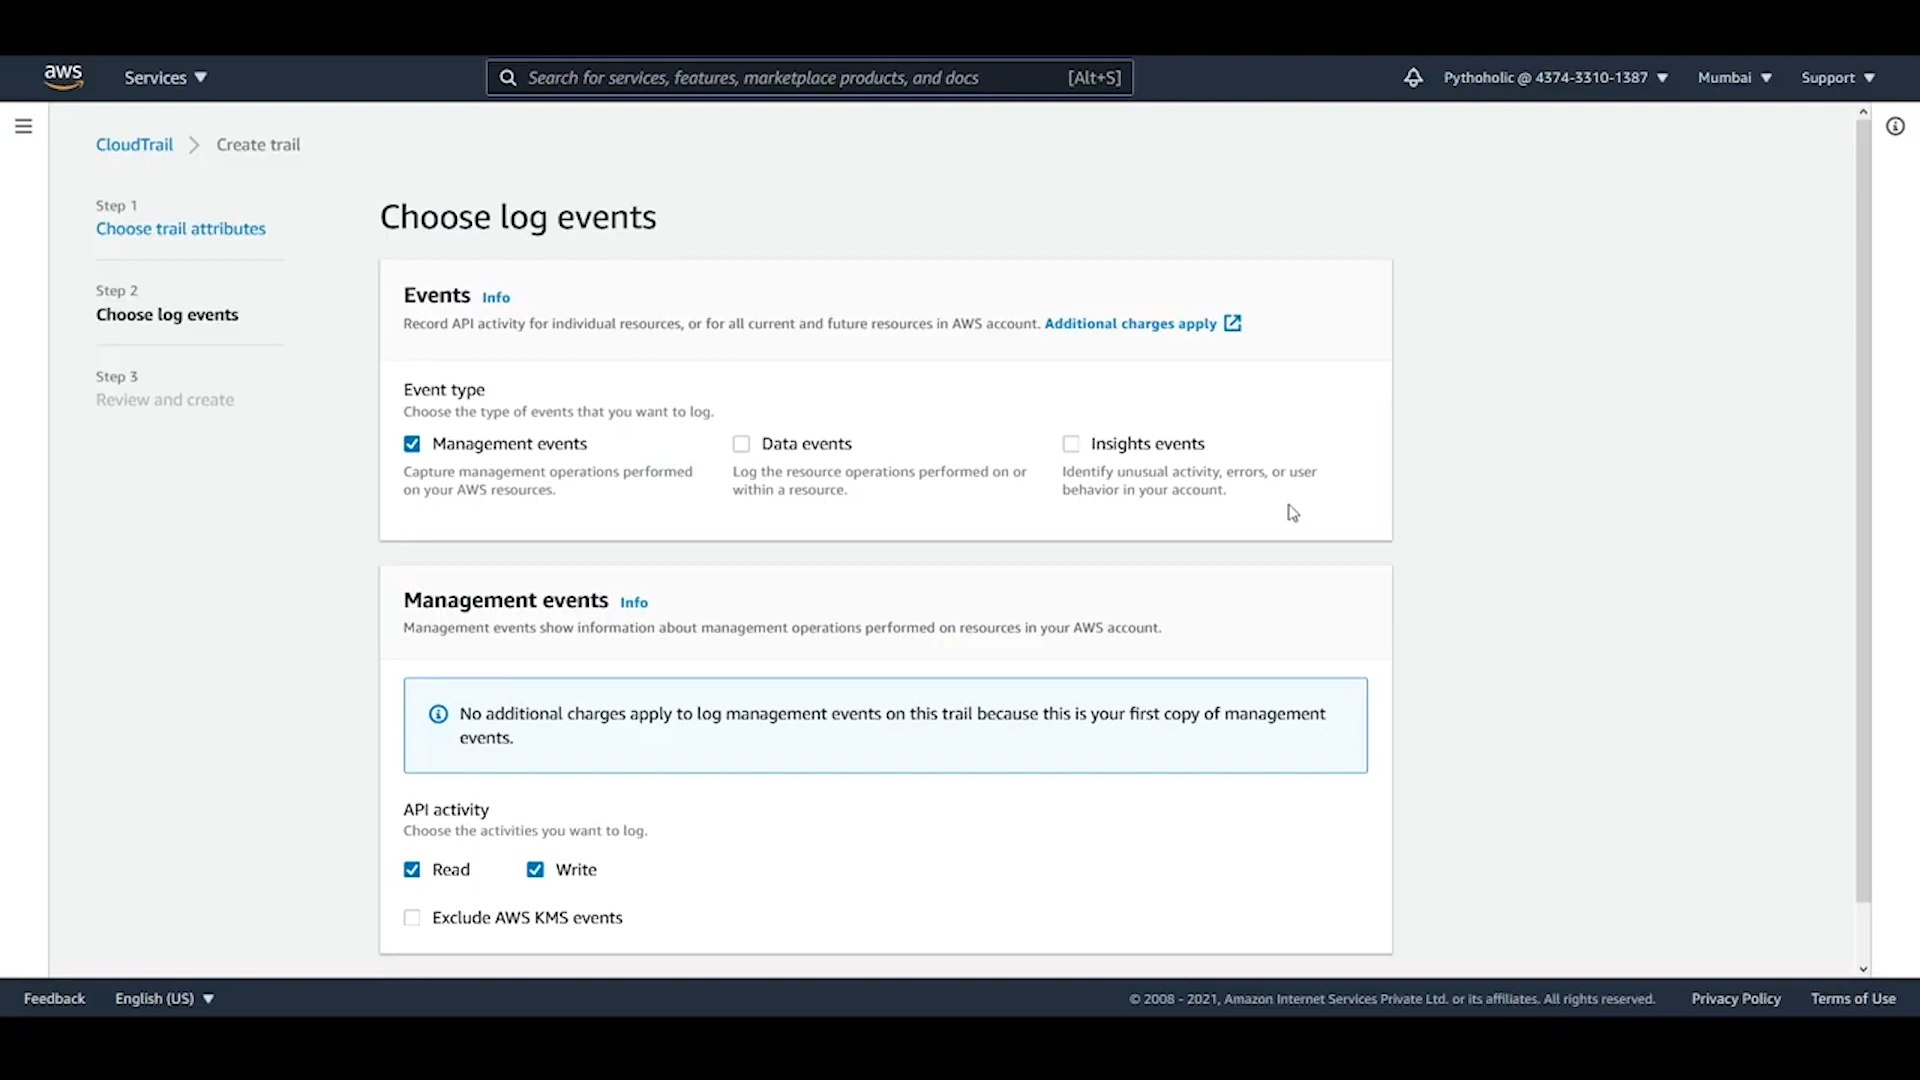 aws
Services
Search for services, features, marketplace products, and docs
[Alt+S]
Pythoholic @ 4374-3310-1387
Mumbai
Support
CloudTrail
Create trail
Step 1
Choose trail attributes
Step 2
Choose log events
Step 3
Review and create
Choose log events
Events Info
Record API activity for individual resources, or for all current and future resources in AWS account. Additional charges apply
Event type
Choose the type of events that you want to log.
Management events
Capture management operations performed
on your AWS resources.
Data events
Log the resource operations performed on or
within a resource.
Insights events
Identify unusual activity, errors, or user
behavior in your account.
Management events Info
Management events show information about management operations performed on resources in your AWS account.
No additional charges apply to log management events on this trail because this is your first copy of management
events.
API activity
Choose the activities you want to log.
Read
Write
Exclude AWS KMS events
Feedback
English (US)
© 2008 - 2021, Amazon Internet Services Private Ltd. or its affiliates. All rights reserved.
Privacy Policy
Terms of Use